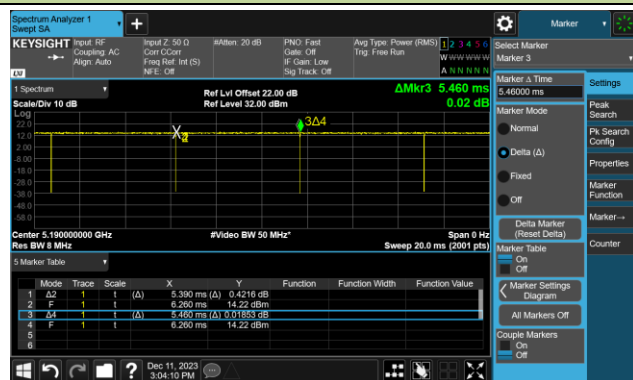 Spectrum Analyzer 1
Swept SA
Marker
KEYSIGHT Input: RF Input Z: 50 Ω #Atten: 20 dB PNO: Fast Avg Type: Power (RMS) 1 2 3 4 5 6
Coupling: AC Corr CCorr Gate: Off Trig: Free Run W W W W W W
Align: Auto Freq Ref: Int (S) IF Gain: Low
NFE: Off Sig Track: Off A N N N N N
Select Marker
Marker 3
1 Spectrum
Scale/Div 10 dB
Ref Lvl Offset 22.00 dB
Ref Level 32.00 dBm
ΔMkr3 5.460 ms
0.02 dB
Log
22.0
12.0
2.00
-8.00
-18.0
-28.0
-38.0
-48.0
-58.0
3Δ4
Center 5.190000000 GHz #Video BW 50 MHz* Span 0 Hz
Res BW 8 MHz Sweep 20.0 ms (2001 pts)
5 Marker Table
Mode Trace Scale X Y Function Function Width Function Value
1 Δ2 1 t (Δ) 5.390 ms (Δ) 0.4216 dB
2 F 1 t 6.260 ms 14.22 dBm
3 Δ4 1 t (Δ) 5.460 ms (Δ) 0.01853 dB
4 F 1 t 6.260 ms 14.22 dBm
5
6
Marker Δ Time
5.46000 ms
Marker Mode
Normal
Delta (Δ)
Fixed
Off
Delta Marker
(Reset Delta)
Marker Table
On
Off
Marker Settings
Diagram
All Markers Off
Couple Markers
On
Off
Settings
Peak
Search
Pk Search
Config
Properties
Marker
Function
Marker→
Counter
Dec 11, 2023
3:04:10 PM